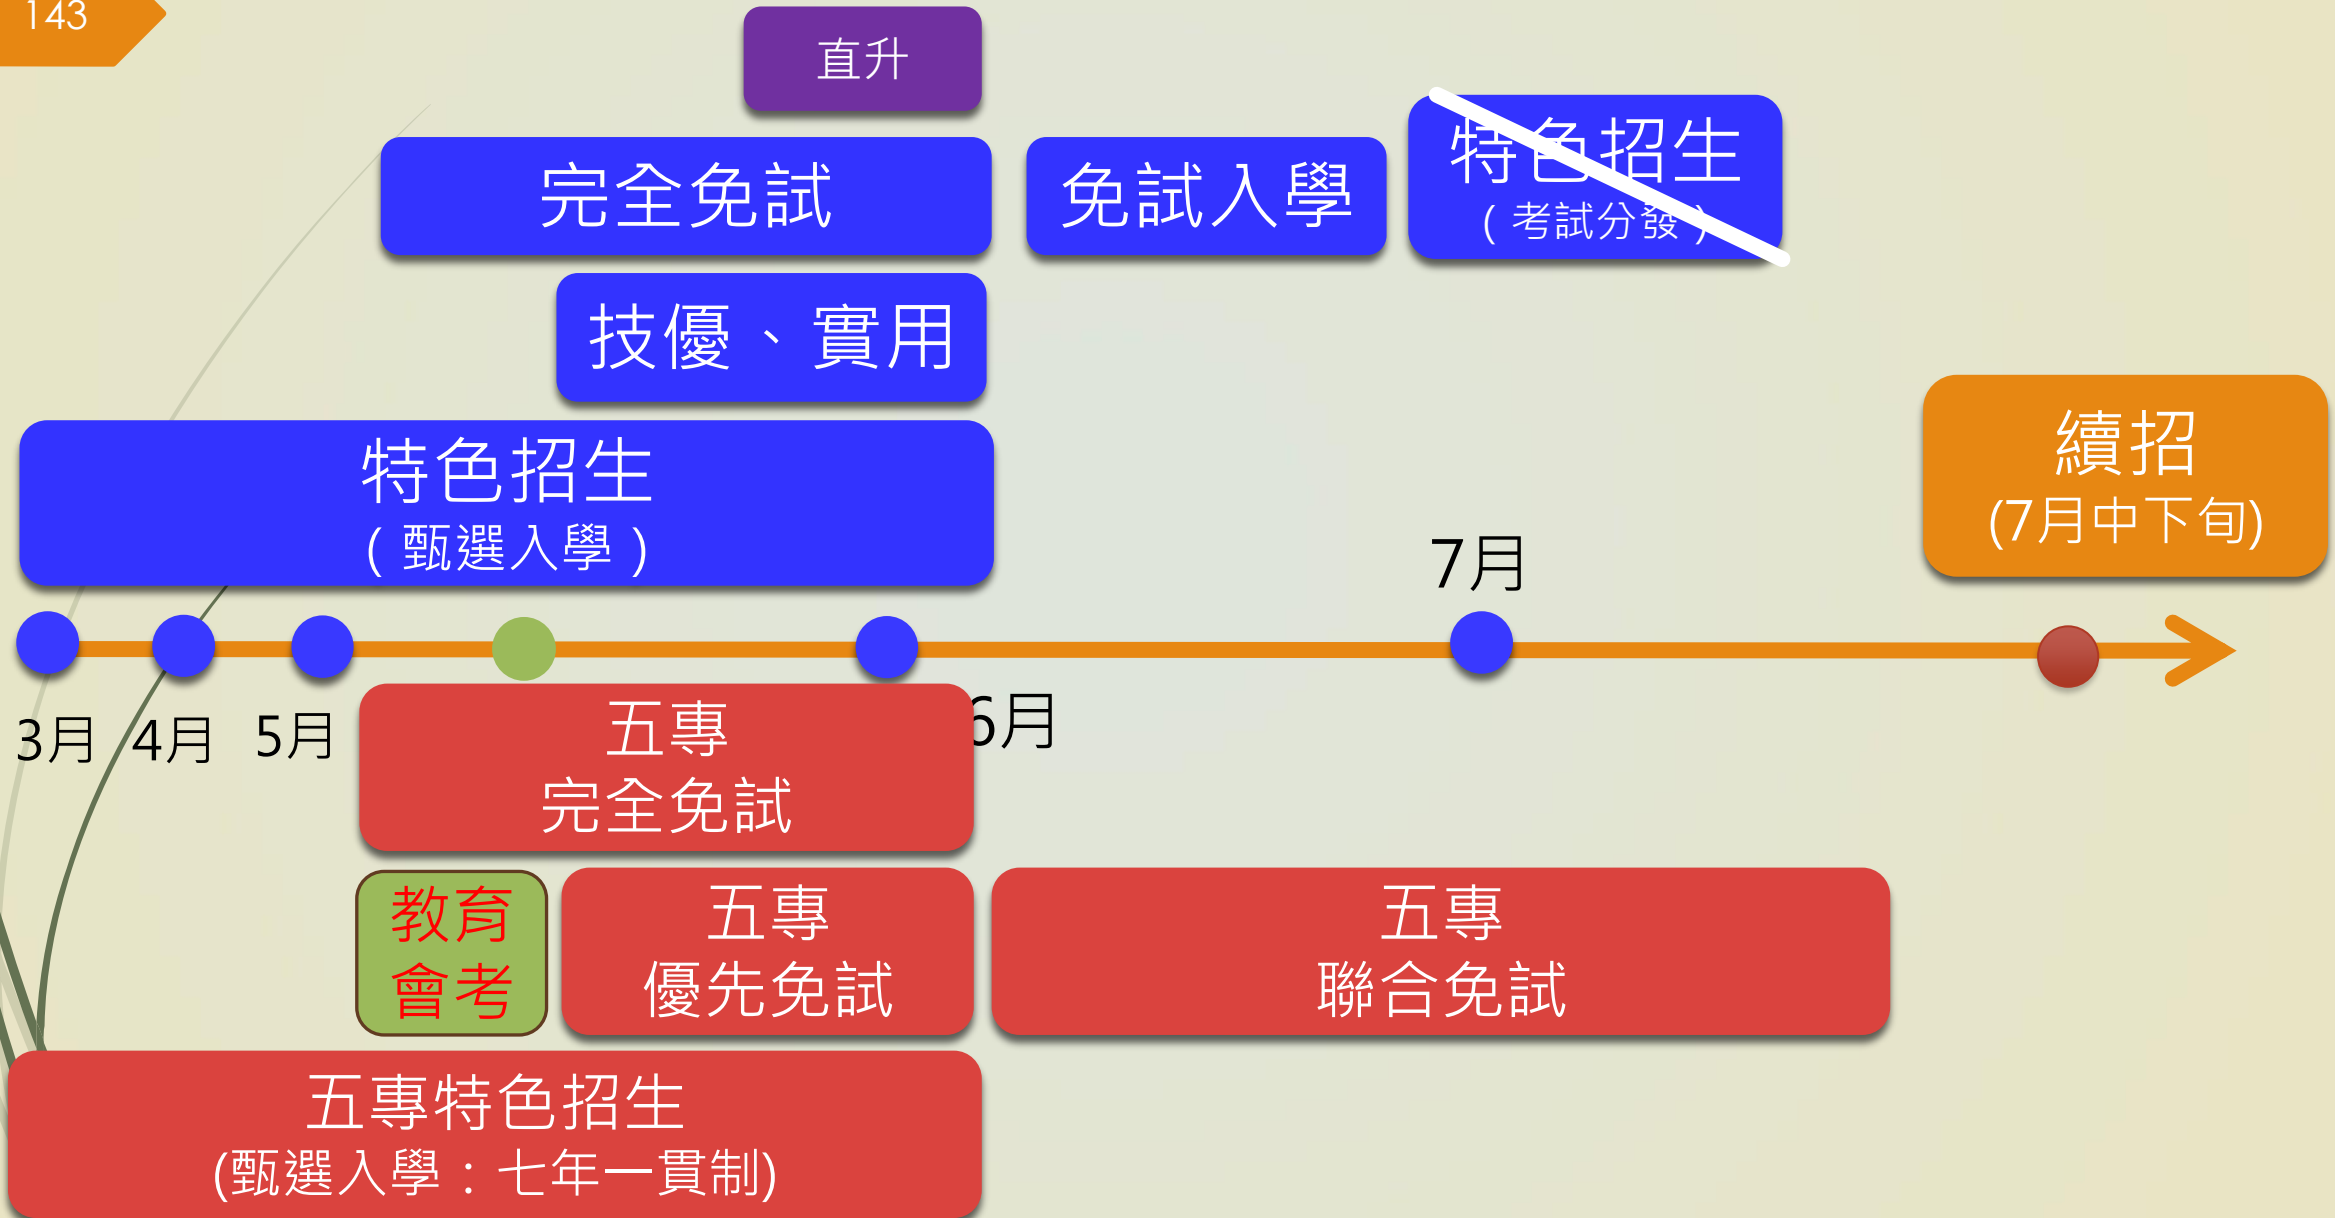 143
直升
完全免試
免試入學
特色招生
( 考試分發 )
技優、實用
特色招生
( 甄選入學 )
續招
(7月中下旬)
7月
3月
4月
5月
6月
五專
完全免試
教育
會考
五專
優先免試
五專
聯合免試
五專特色招生
(甄選入學：七年一貫制)